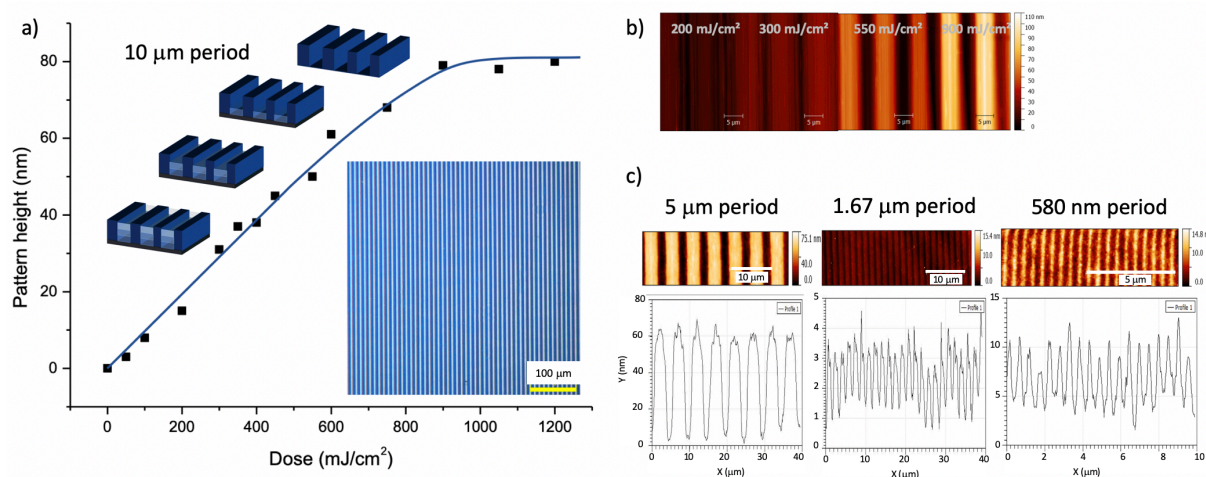 a)
10 μm period
Pattern height (nm)
80
60
40
20
0
100 μm
0 200 400 600 800 1000 1200
Dose (mJ/cm²)
b)
200 mJ/cm² 300 mJ/cm² 550 mJ/cm² 900 mJ/cm²
5 μm 5 μm 5 μm 5 μm
110 nm
100
90
80
70
60
50
40
30
20
10
0
c)
5 μm period 1.67 μm period 580 nm period
75.1 nm
40.0
0.0
10 μm
15.4 nm
10.0
0.0
10 μm
14.8 nm
10.0
0.0
5 μm
Profile 1
Y (nm)
80
60
40
20
0
0 10 20 30 40
X (μm)
Profile 1
5
4
3
2
1
0
0 10 20 30 40
X (μm)
Profile 1
15
10
5
0
0 2 4 6 8 10
X (μm)